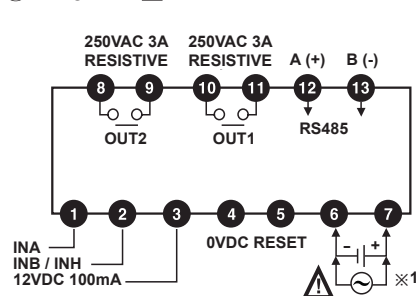 250VAC 3A 250VAC 3A
RESISTIVE RESISTIVE A (+) B (-)
8 9 10 11 12 13
OUT2 OUT1 RS485
1 2 3 4 5 6 7
INA 0VDC RESET - +
INB / INH
12VDC 100mA ※1